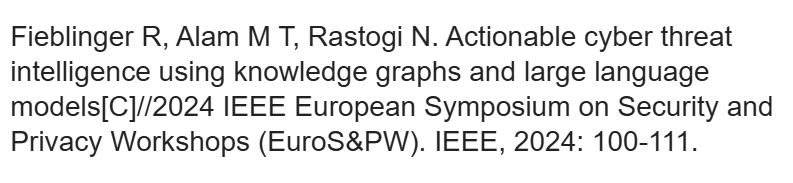 Fieblinger R, Alam M T, Rastogi N. Actionable cyber threat
intelligence using knowledge graphs and large language
models[C]//2024 IEEE European Symposium on Security and
Privacy Workshops (EuroS&PW). IEEE, 2024: 100-111.